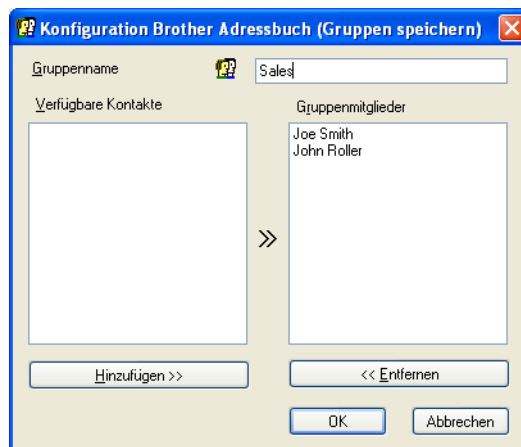 Konfiguration Brother Adressbuch (Gruppen speichern)
Gruppenname
Sales
Verfügbare Kontakte
Gruppenmitglieder
Joe Smith
John Roller
Hinzufügen >>
<< Entfernen
OK
Abbrechen